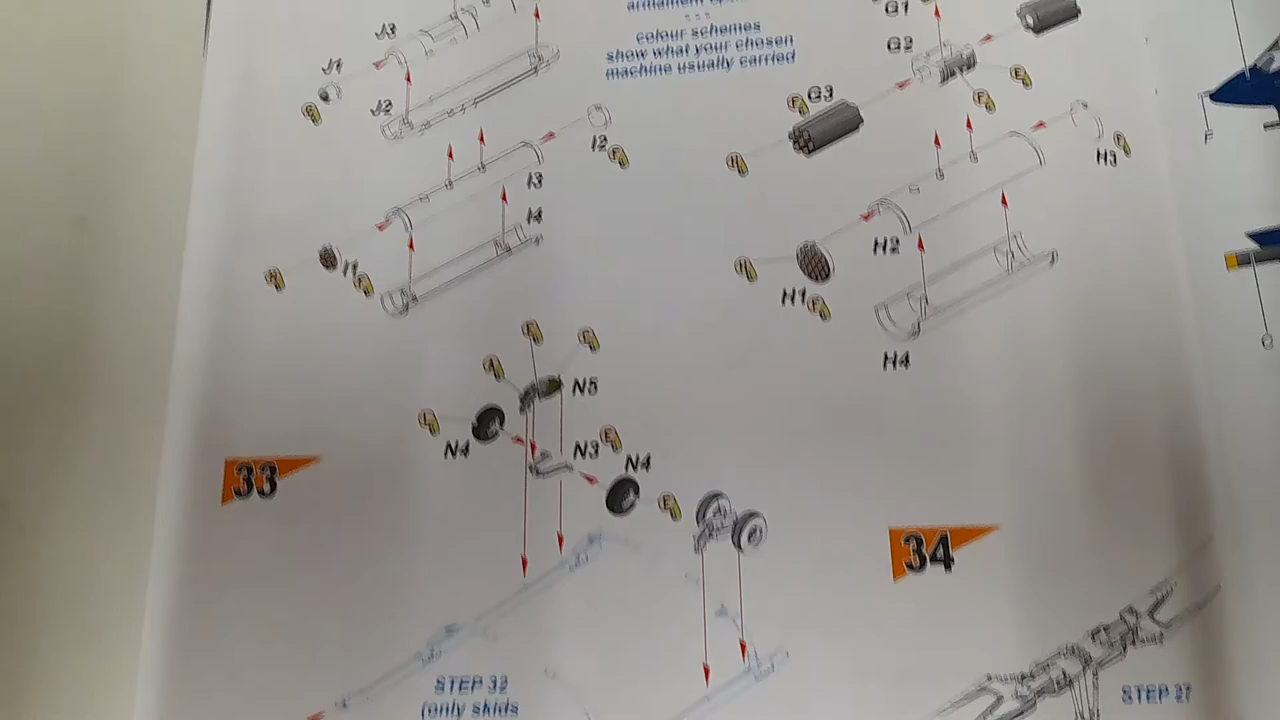 J3
colour schemes
show what your chosen
machine usually carried
G1
G2
J1
J2
G3
I2
I3
I4
I1
H3
H2
H1
H4
N5
N4
N3
N4
33
34
STEP 32
(only skids
STEP 27